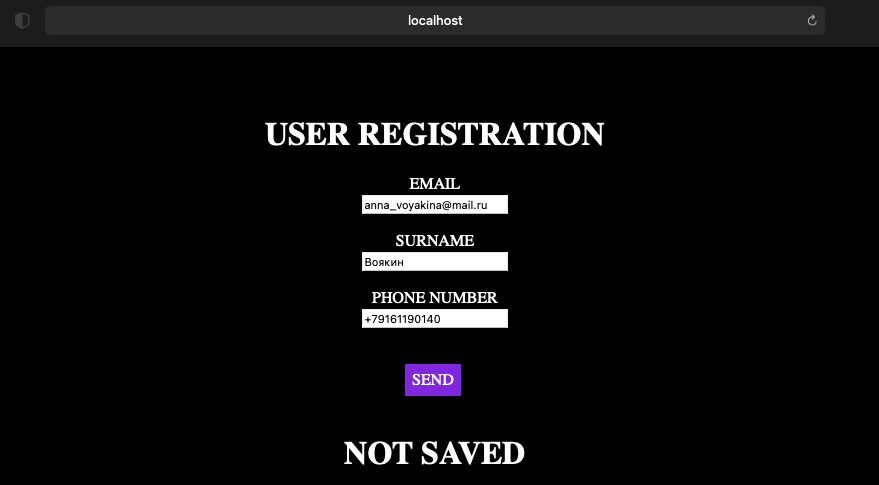 localhost
USER REGISTRATION
EMAIL
anna_voyakina@mail.ru
SURNAME
Воякин
PHONE NUMBER
+79161190140
SEND
NOT SAVED